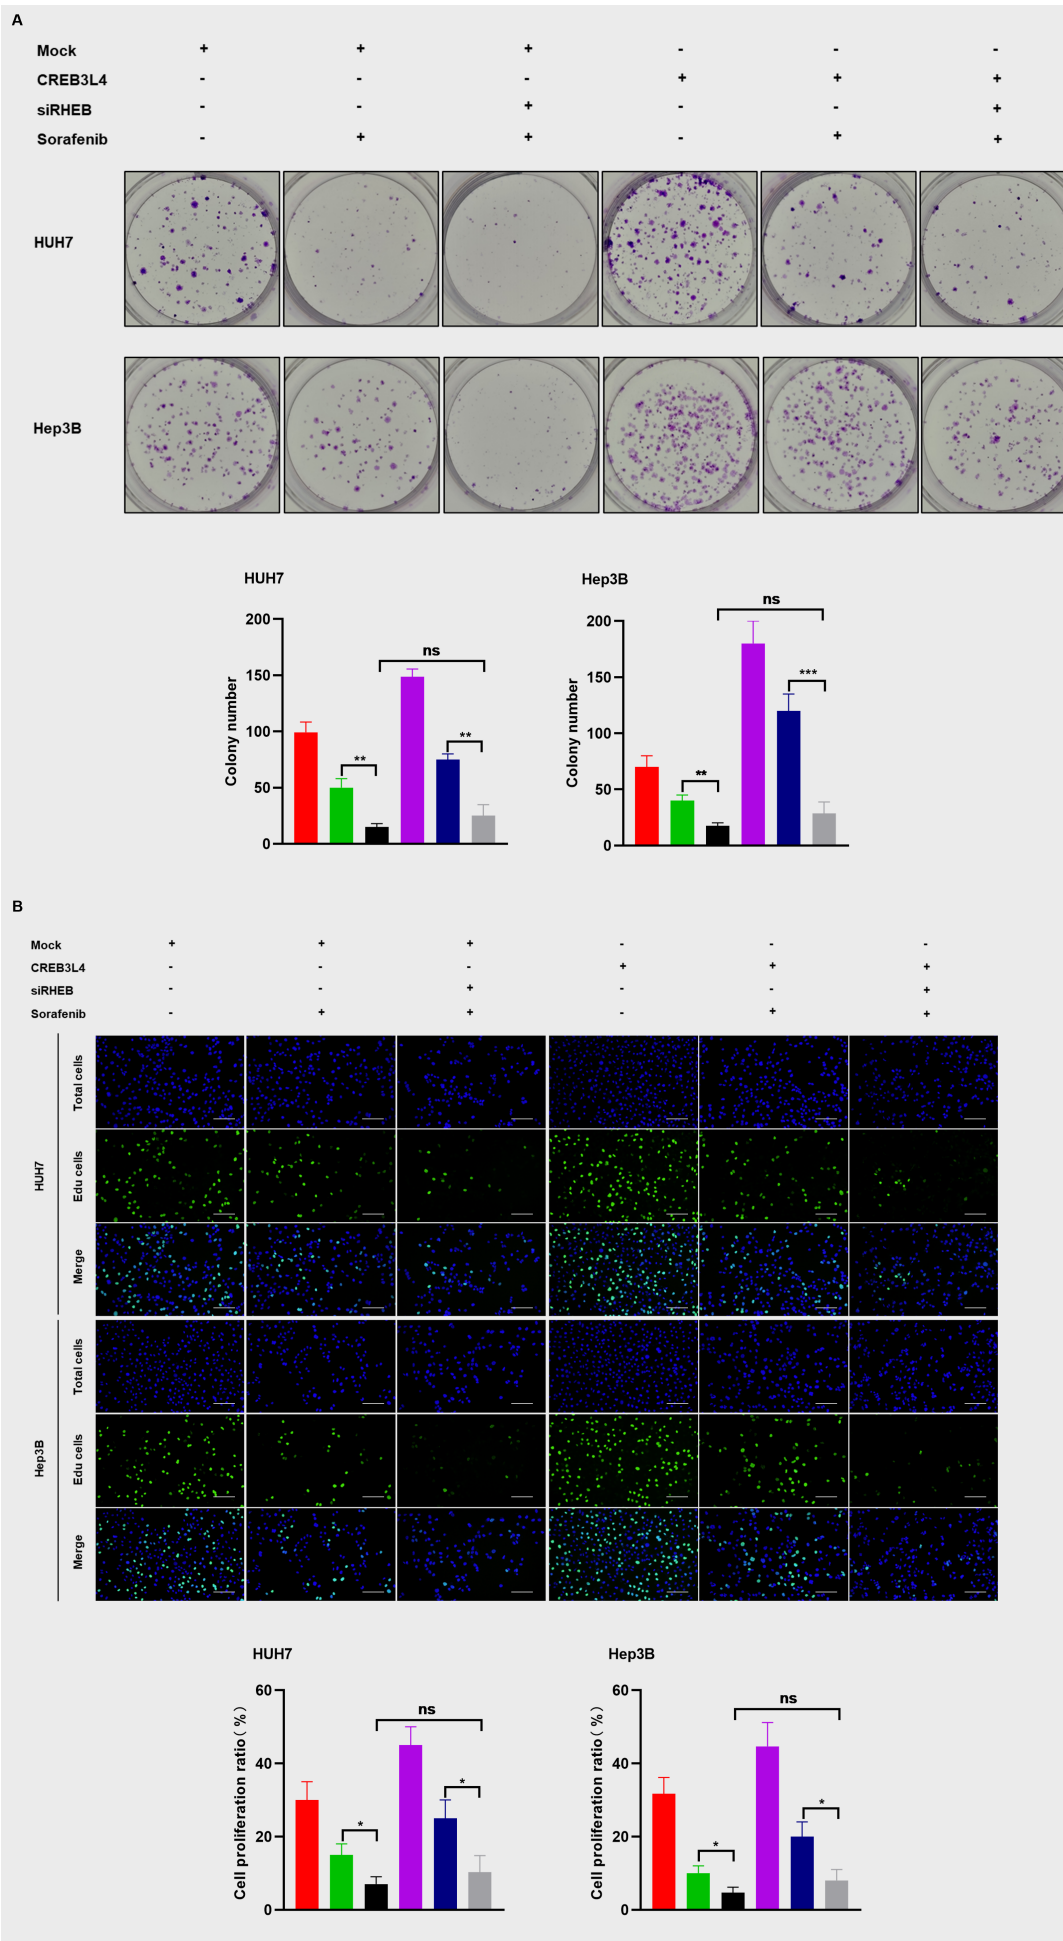 A
Mock + + + - - -
CREB3L4 - - - + + +
siRHEB - - + - - +
Sorafenib - + + - + +
HUH7
Hep3B
HUH7
Colony number
200
150
100
50
0
**
ns
**
Hep3B
Colony number
200
150
100
50
0
**
ns
***
B
Mock + + + - - -
CREB3L4 - - - + + +
siRHEB - - + - - +
Sorafenib - + + - + +
HUH7
Total cells
Edu cells
Merge
Hep3B
Total cells
Edu cells
Merge
HUH7
Cell proliferation ratio(%)
60
40
20
0
*
ns
*
Hep3B
Cell proliferation ratio(%)
60
40
20
0
*
ns
*